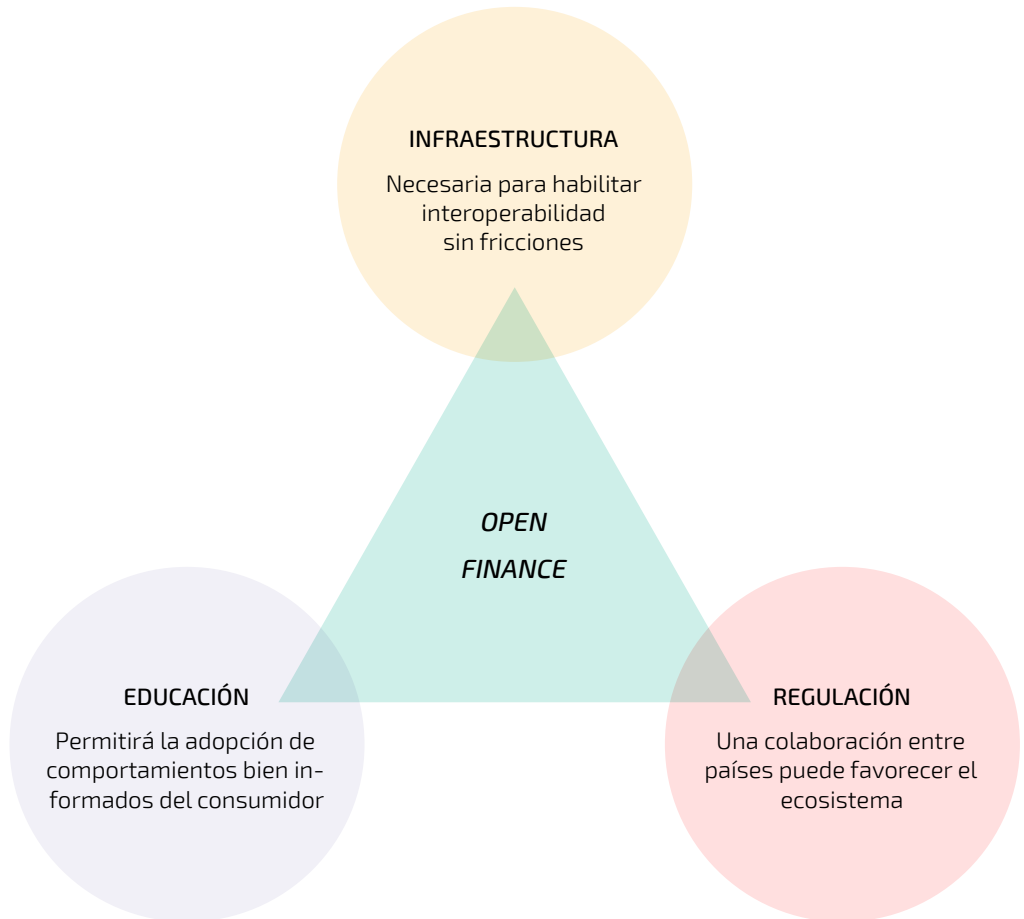 INFRAESTRUCTURA
Necesaria para habilitar
interoperabilidad
sin fricciones
OPEN
FINANCE
EDUCACIÓN
Permitirá la adopción de
comportamientos bien in-
formados del consumidor
REGULACIÓN
Una colaboración entre
países puede favorecer el
ecosistema